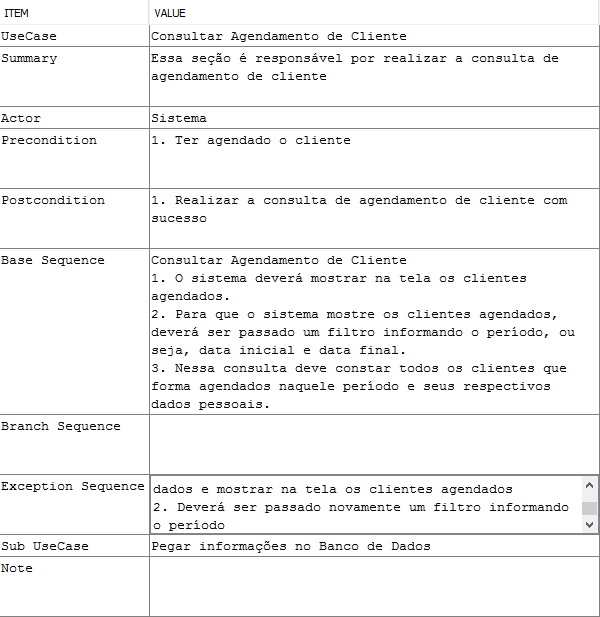 ITEM VALUE
UseCase Consultar Agendamento de Cliente
Summary Essa seção é responsável por realizar a consulta de
agendamento de cliente
Actor Sistema
Precondition 1. Ter agendado o cliente
Postcondition 1. Realizar a consulta de agendamento de cliente com
sucesso
Base Sequence Consultar Agendamento de Cliente
1. O sistema deverá mostrar na tela os clientes
agendados.
2. Para que o sistema mostre os clientes agendados,
deverá ser passado um filtro informando o período, ou
seja, data inicial e data final.
3. Nessa consulta deve constar todos os clientes que
forma agendados naquele período e seus respectivos
dados pessoais.
Branch Sequence
Exception Sequence dados e mostrar na tela os clientes agendados
2. Deverá ser passado novamente um filtro informando
o período
Sub UseCase Pegar informações no Banco de Dados
Note